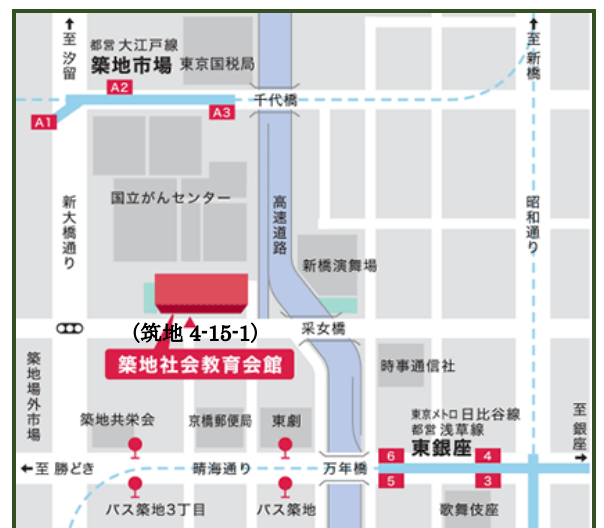 至 汐留
都営 大江戸線
築地市場
東京国税局
至 新橋
A2
A1
A3
千代橋
国立がんセンター
新大橋通り
高速道路
昭和通り
新橋演舞場
(筑地 4-15-1)
采女橋
築地社会教育会館
築地場外市場
時事通信社
築地共栄会
京橋郵便局
東劇
東京メトロ 日比谷線
都営 浅草線
東銀座
至 銀座
至 勝どき
晴海通り
万年橋
6
4
5
3
バス築地3丁目
バス築地
歌舞伎座